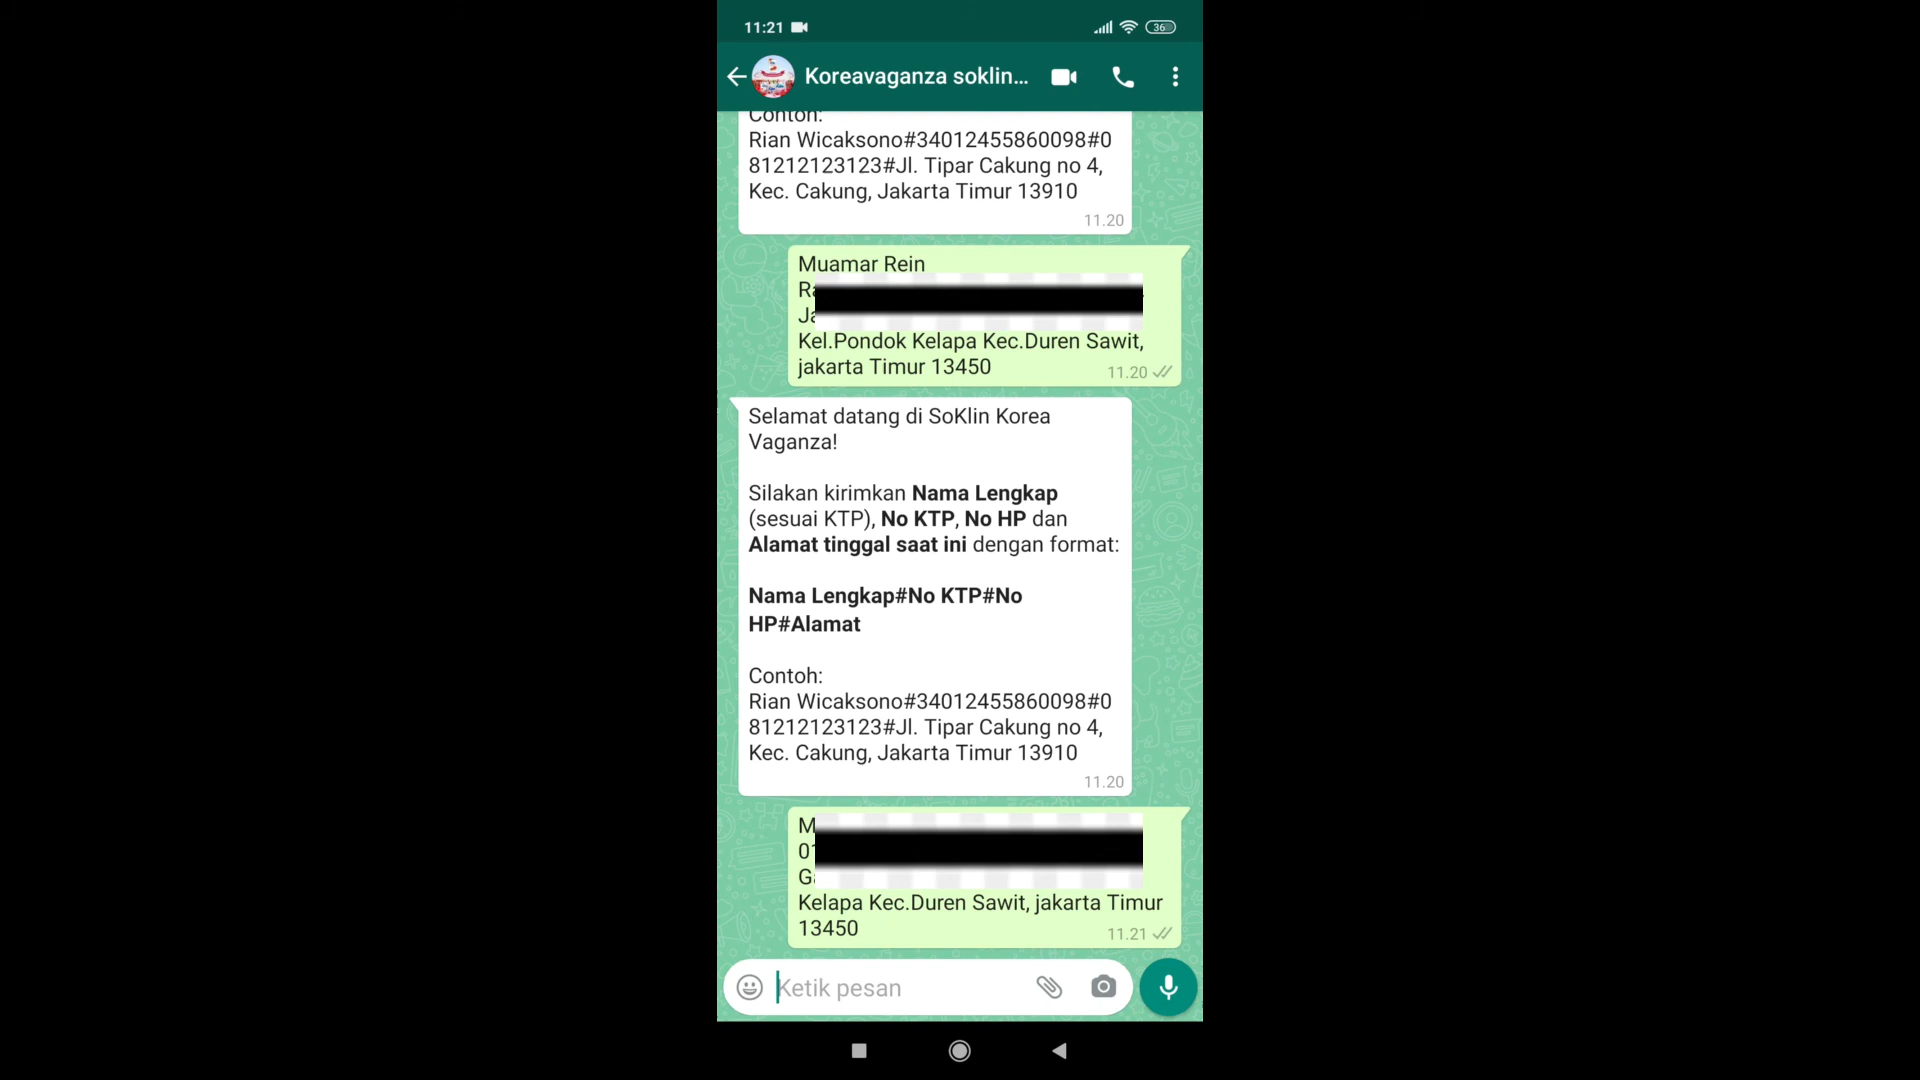 11:21
36
Koreavaganza soklin...
Contoh:
Rian Wicaksono#34012455860098#0
81212123123#Jl. Tipar Cakung no 4,
Kec. Cakung, Jakarta Timur 13910
11.20
Muamar Rein
Kel.Pondok Kelapa Kec.Duren Sawit,
jakarta Timur 13450
11.20
Selamat datang di SoKlin Korea
Vaganza!
Silakan kirimkan Nama Lengkap
(sesuai KTP), No KTP, No HP dan
Alamat tinggal saat ini dengan format:
Nama Lengkap#No KTP#No
HP#Alamat
Contoh:
Rian Wicaksono#34012455860098#0
81212123123#Jl. Tipar Cakung no 4,
Kec. Cakung, Jakarta Timur 13910
11.20
Kelapa Kec.Duren Sawit, jakarta Timur
13450
11.21
Ketik pesan